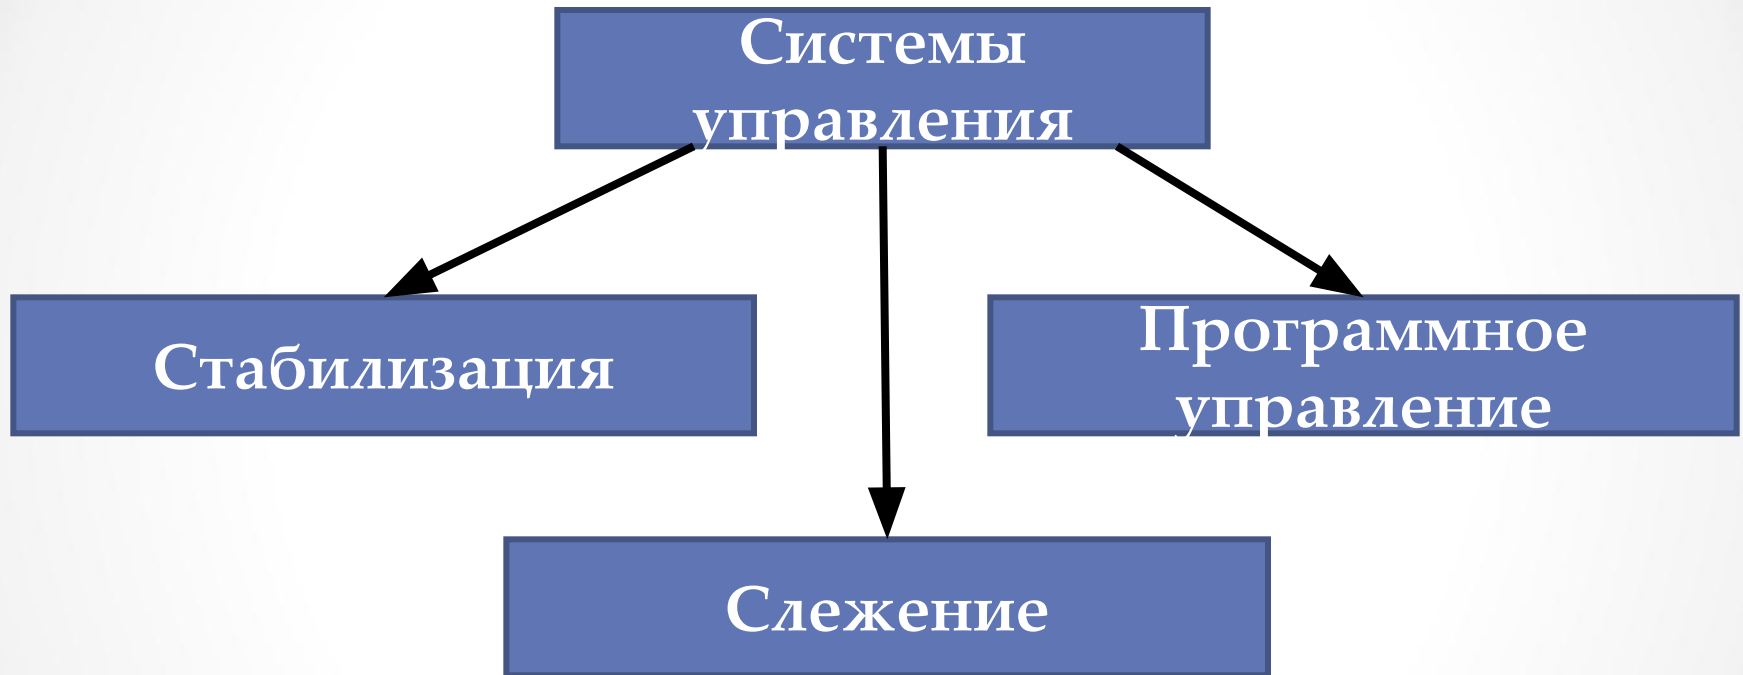 Системы
управления
Стабилизация
Программное
управление
Слежение